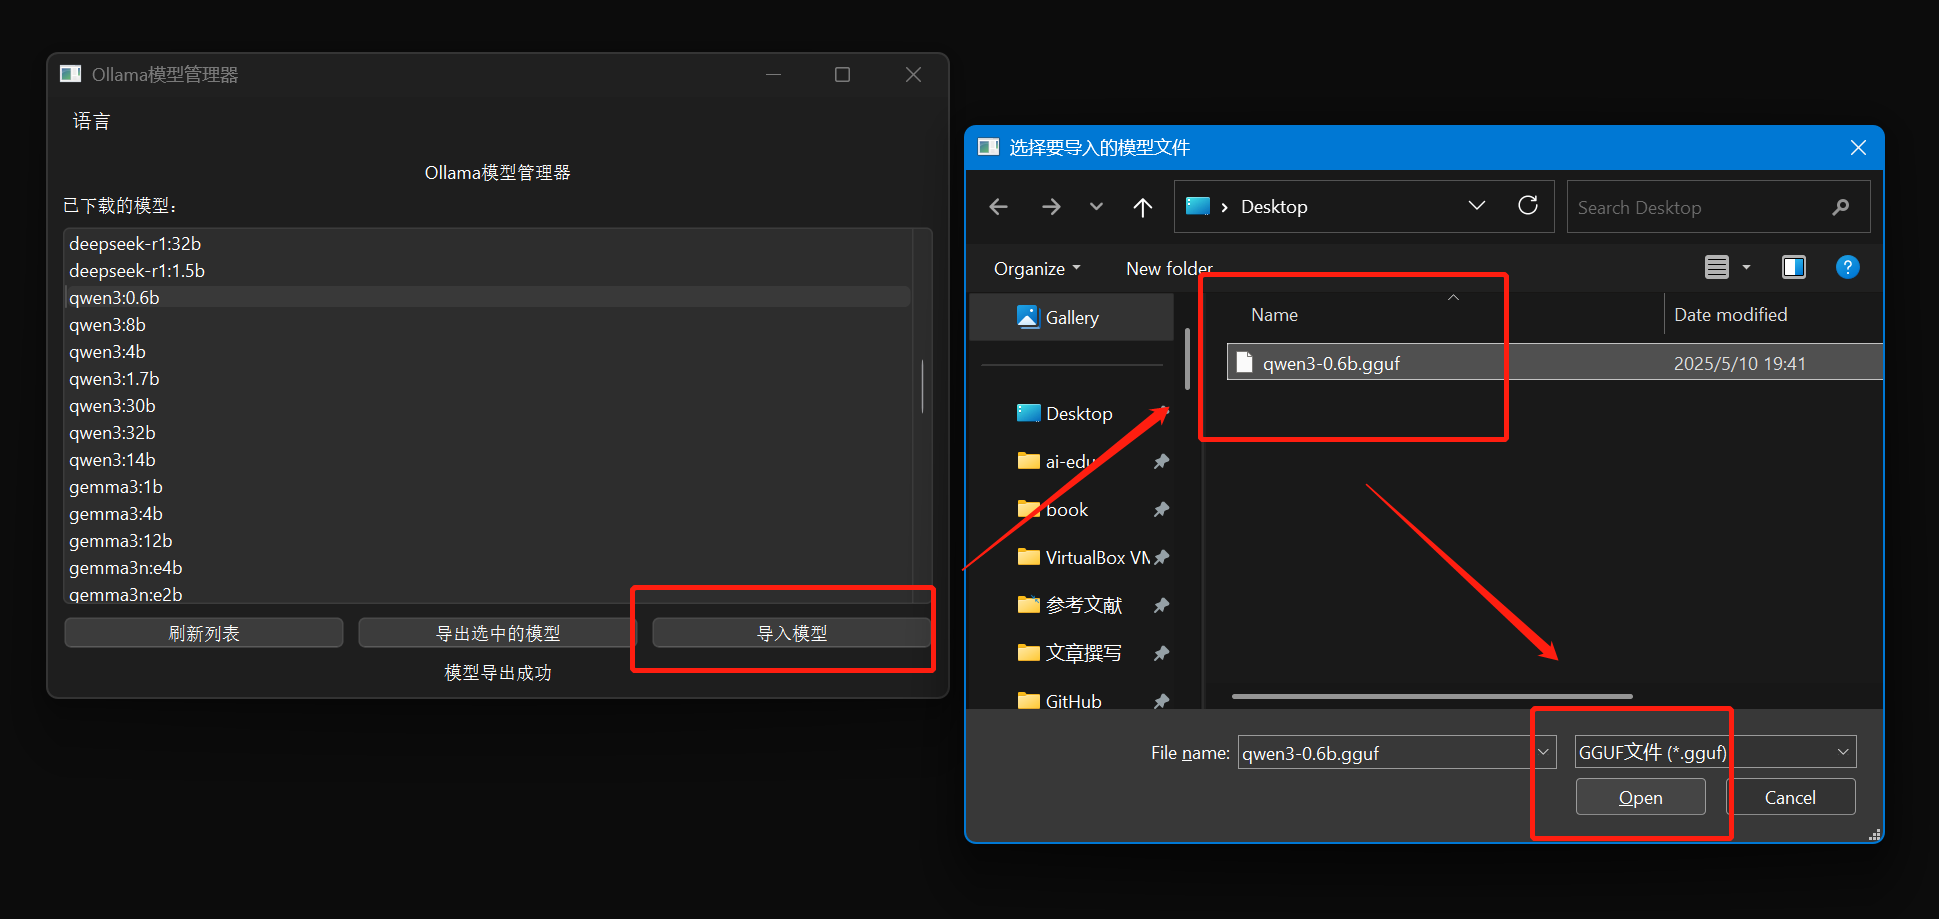 Ollama模型管理器
语言
Ollama模型管理器
已下载的模型：
deepseek-r1:32b
deepseek-r1:1.5b
qwen3:0.6b
qwen3:8b
qwen3:4b
qwen3:1.7b
qwen3:30b
qwen3:32b
qwen3:14b
gemma3:1b
gemma3:4b
gemma3:12b
gemma3n:e4b
gemma3n:e2b
刷新列表 导出选中的模型 导入模型
模型导出成功
选择要导入的模型文件
Desktop
Search Desktop
Organize New folder
Gallery
Desktop
ai-edu
book
VirtualBox VM
参考文献
文章撰写
GitHub
Name Date modified
qwen3-0.6b.gguf 2025/5/10 19:41
File name: qwen3-0.6b.gguf GGUF文件 (*.gguf)
Open Cancel